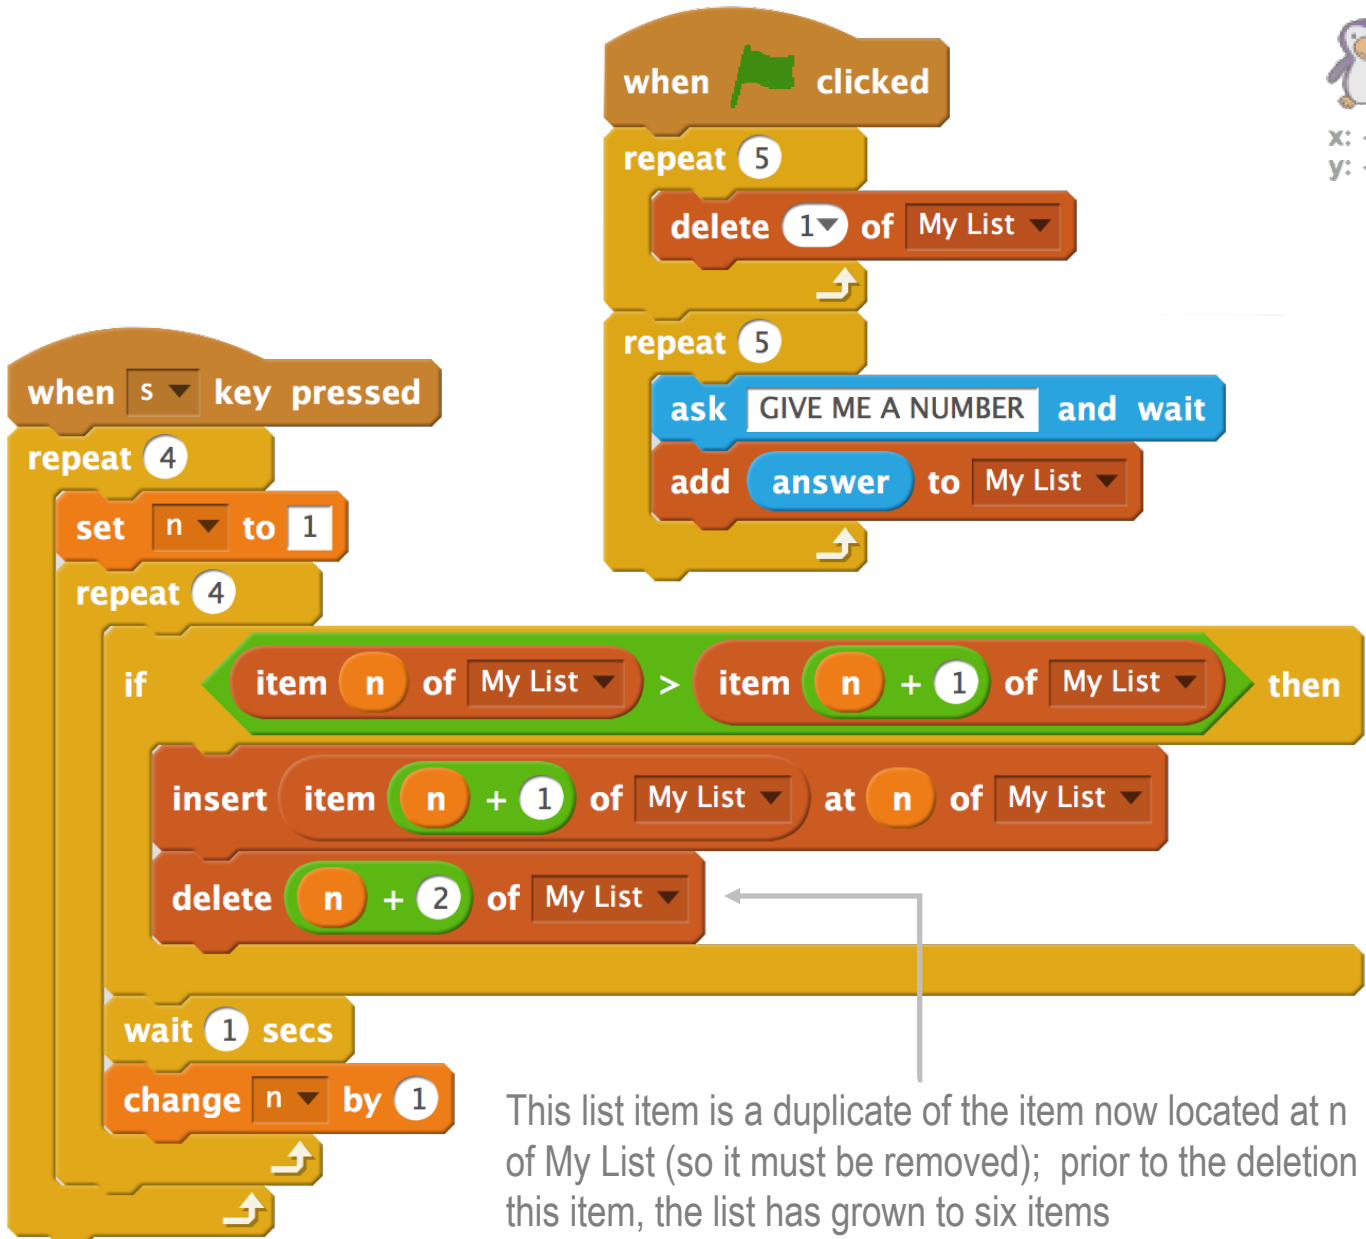 when clicked
repeat 5
delete 1 of My List
repeat 5
ask GIVE ME A NUMBER and wait
add answer to My List
x: -
y: -
when s key pressed
repeat 4
set n to 1
repeat 4
if item n of My List > item n + 1 of My List then
insert item n + 1 of My List at n of My List
delete n + 2 of My List
wait 1 secs
change n by 1
This list item is a duplicate of the item now located at n
of My List (so it must be removed); prior to the deletion
this item, the list has grown to six items